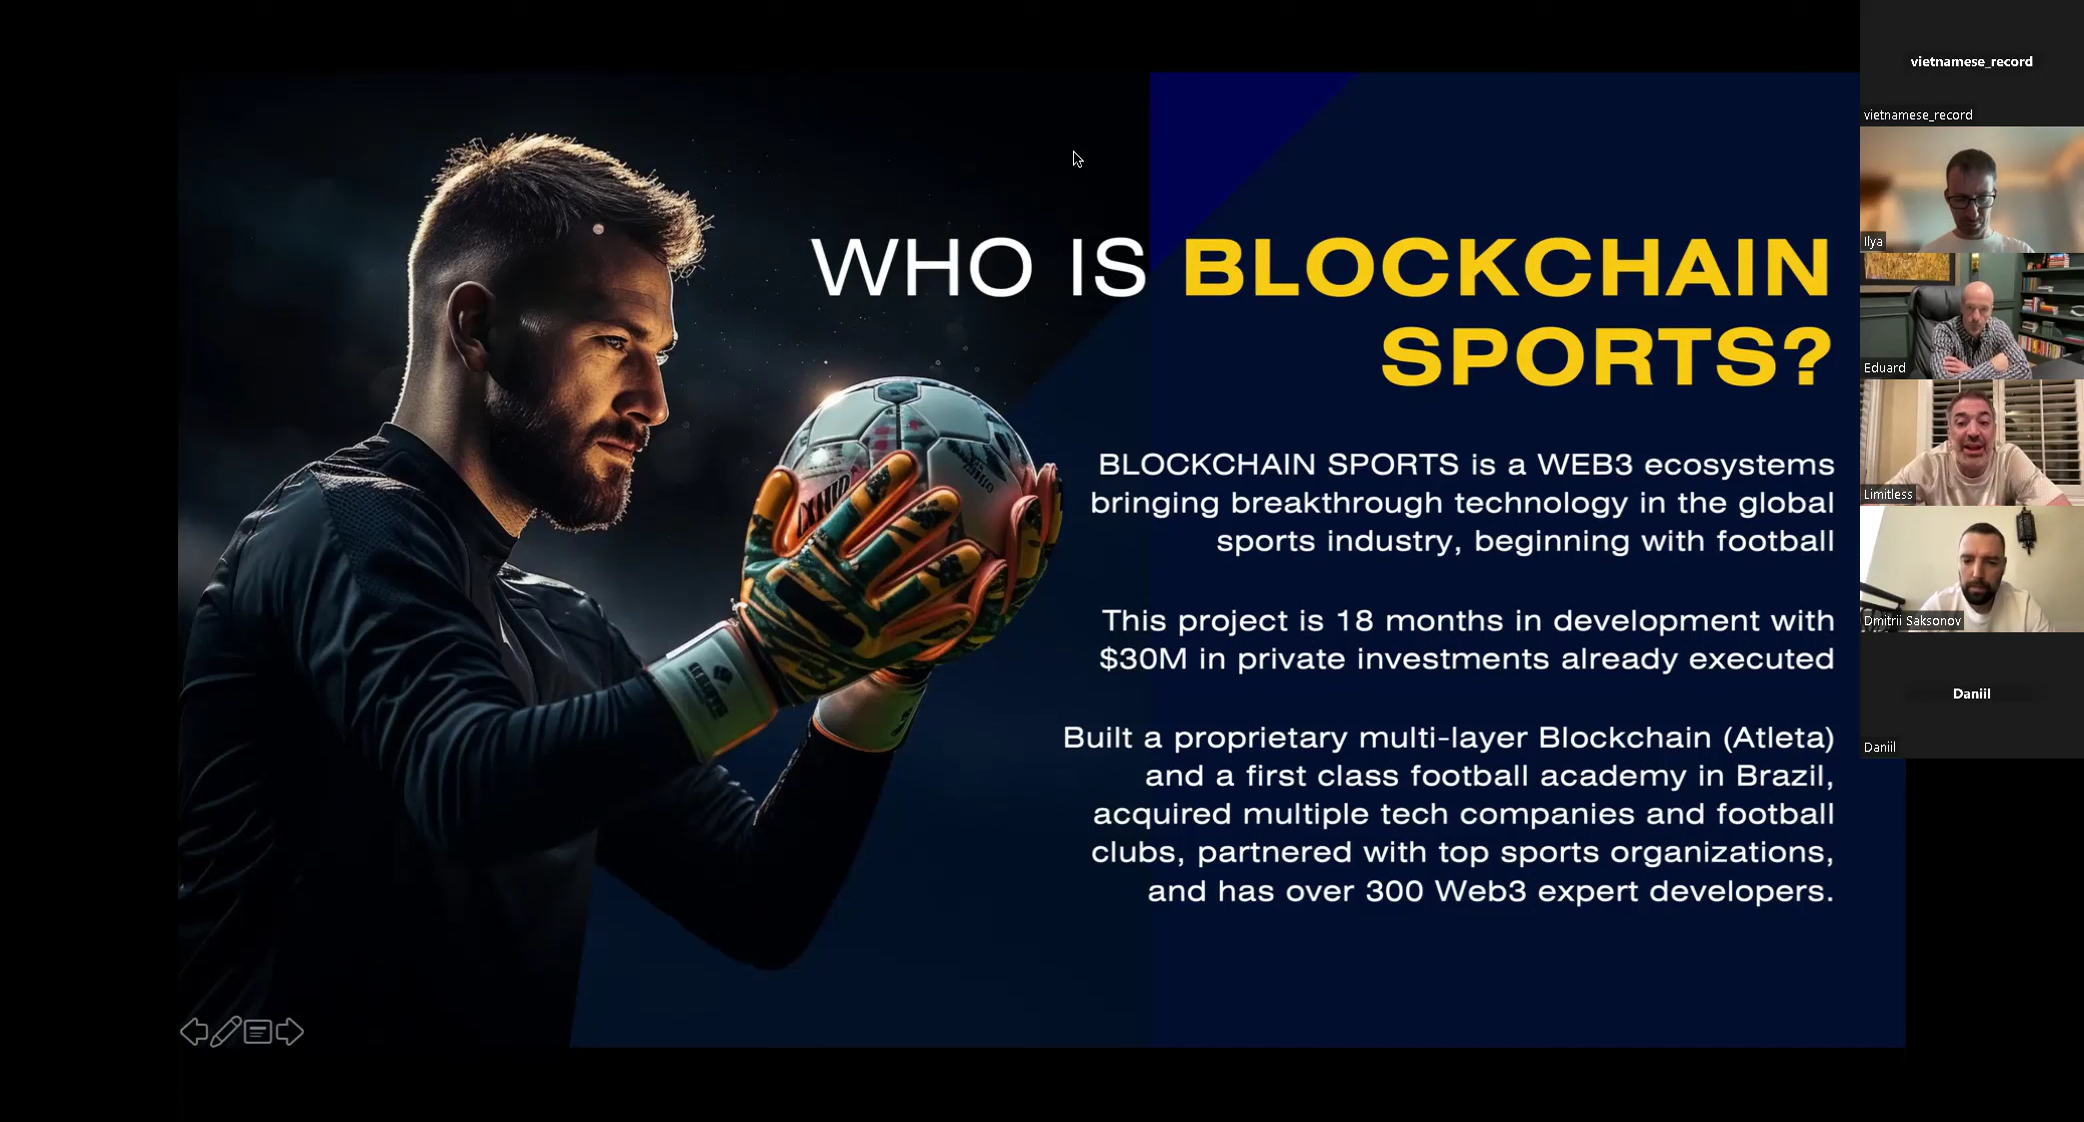 WHO IS BLOCKCHAIN
SPORTS?
BLOCKCHAIN SPORTS is a WEB3 ecosystems
bringing breakthrough technology in the global
sports industry, beginning with football
This project is 18 months in development with
$30M in private investments already executed
Built a proprietary multi-layer Blockchain (Atleta)
and a first class football academy in Brazil,
acquired multiple tech companies and football
clubs, partnered with top sports organizations,
and has over 300 Web3 expert developers.
vietnamese_record
vietnamese_record
Ilya
Eduard
Limitless
Dmitrii Saksonov
Daniil
Daniil